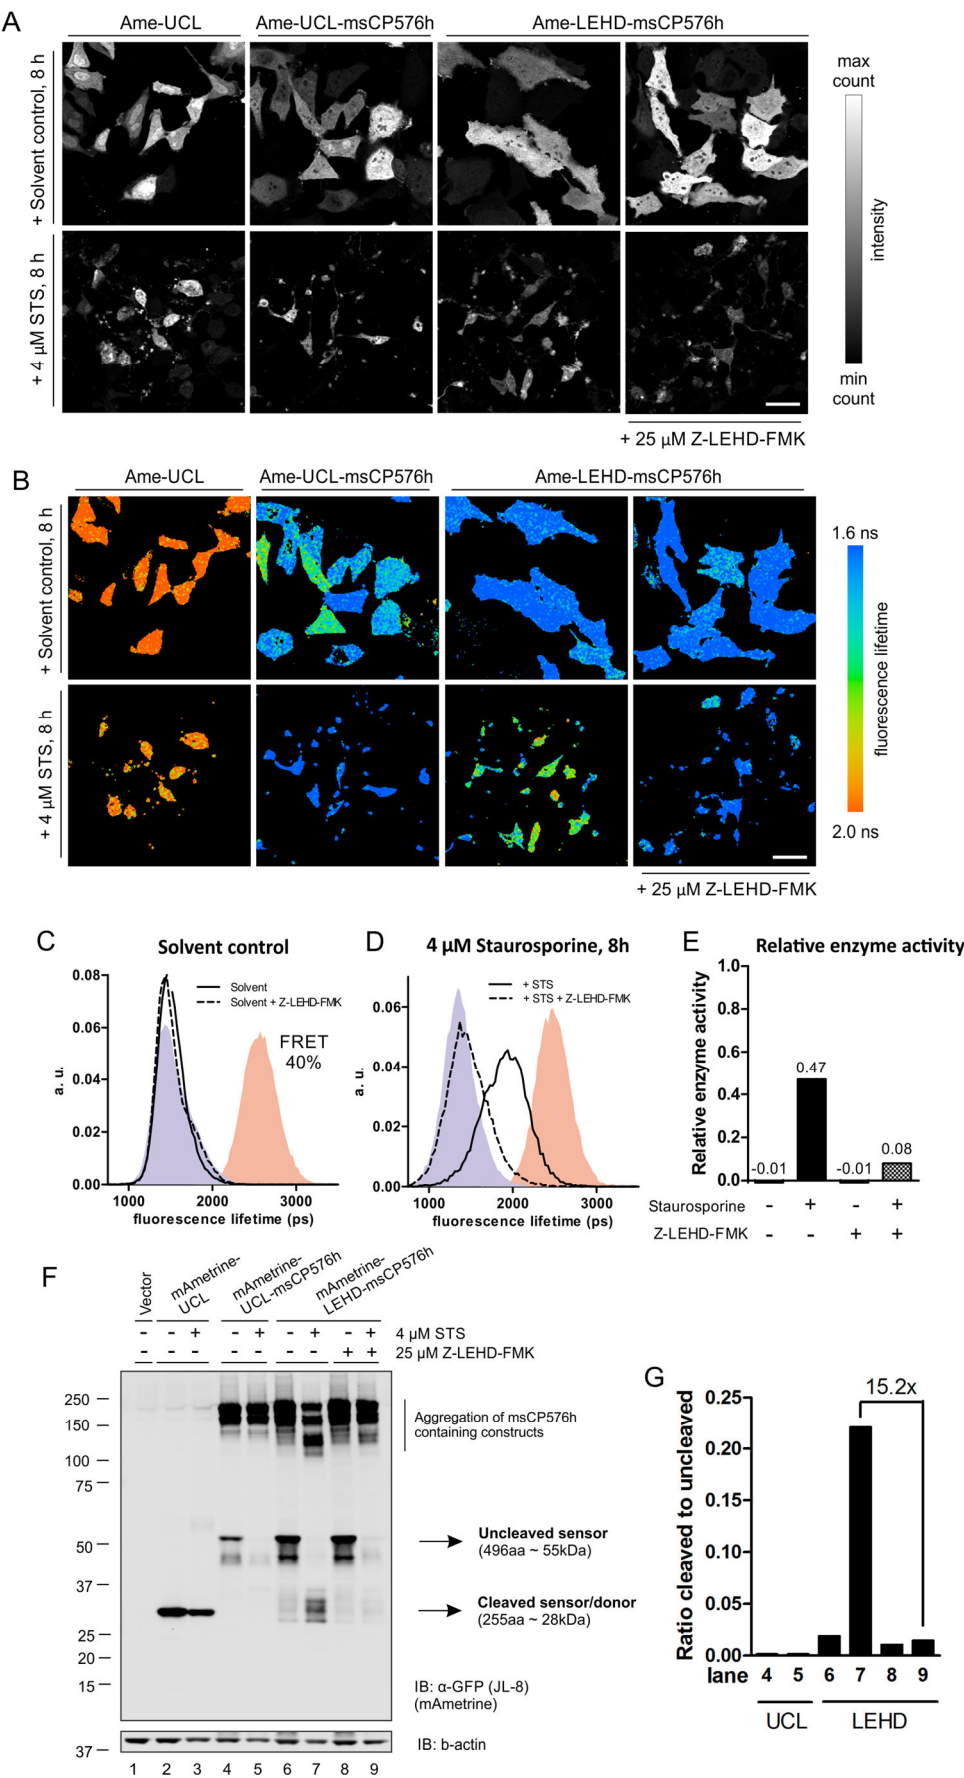 A
Ame-UCL
Ame-UCL-msCP576h
Ame-LEHD-msCP576h
+ Solvent control, 8 h
+ 4 µM STS, 8 h
max
count
intensity
min
count
+ 25 µM Z-LEHD-FMK
B
Ame-UCL
Ame-UCL-msCP576h
Ame-LEHD-msCP576h
+ Solvent control, 8 h
+ 4 µM STS, 8 h
1.6 ns
fluorescence lifetime
2.0 ns
+ 25 µM Z-LEHD-FMK
C
Solvent control
0.08
0.06
0.04
0.02
0.00
a. u.
Solvent
Solvent + Z-LEHD-FMK
FRET
40%
1000 2000 3000
fluorescence lifetime (ps)
D
4 µM Staurosporine, 8h
0.06
0.04
0.02
0.00
a. u.
+ STS
+ STS + Z-LEHD-FMK
1000 2000 3000
fluorescence lifetime (ps)
E
Relative enzyme activity
Relative enzyme activity
1.0
0.8
0.6
0.4
0.2
0.0
-0.01
0.47
-0.01
0.08
Staurosporine - + - +
Z-LEHD-FMK - - + +
F
Vector
mAmetrine-
UCL
mAmetrine-
UCL-msCP576h
mAmetrine-
LEHD-msCP576h
- - + - + - + - + 4 µM STS
- - - - - - - + + 25 µM Z-LEHD-FMK
250
150
100
75
50
37
25
20
15
Aggregation of msCP576h
containing constructs
Uncleaved sensor
(496aa ~ 55kDa)
Cleaved sensor/donor
(255aa ~ 28kDa)
IB: α-GFP (JL-8)
(mAmetrine)
37
IB: b-actin
1 2 3 4 5 6 7 8 9
G
Ratio cleaved to uncleaved
0.25
0.20
0.15
0.10
0.05
0.00
15.2x
lane 4 5 6 7 8 9
UCL LEHD